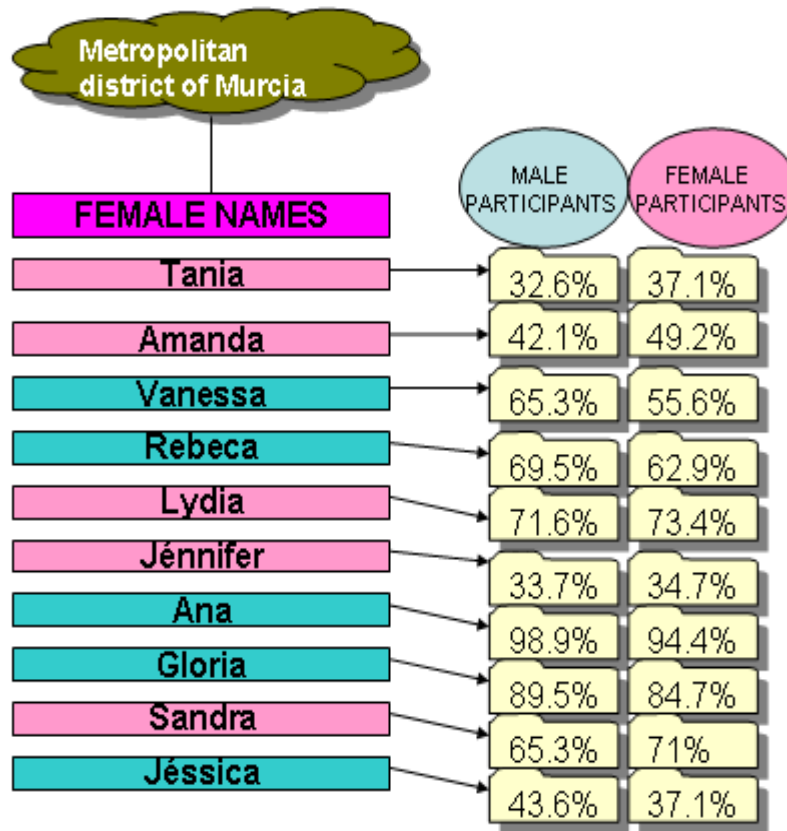 Metropolitan
district of Murcia
MALE
PARTICIPANTS
FEMALE
PARTICIPANTS
FEMALE NAMES
Tania 32.6% 37.1%
Amanda 42.1% 49.2%
Vanessa 65.3% 55.6%
Rebeca 69.5% 62.9%
Lydia 71.6% 73.4%
Jénnifer 33.7% 34.7%
Ana 98.9% 94.4%
Gloria 89.5% 84.7%
Sandra 65.3% 71%
Jéssica 43.6% 37.1%